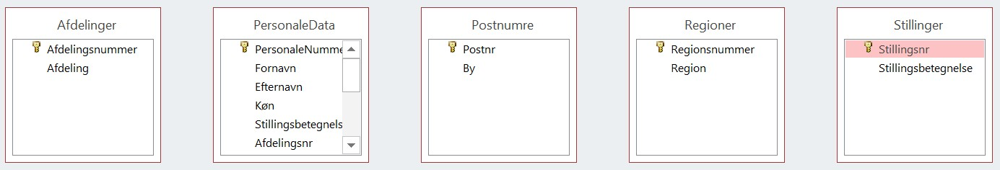 Afdelinger
Afdelingsnummer
Afdeling
PersonaleData
PersonaleNumme
Fornavn
Efternavn
Køn
Stillingsbetegnels
Afdelingsnr
Postnumre
Postnr
By
Regioner
Regionsnummer
Region
Stillinger
Stillingsnr
Stillingsbetegnelse